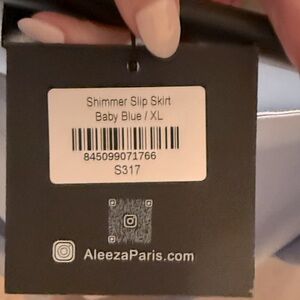 Shimmer Slip Skirt
Baby Blue / XL
845099071766
S317
AleezaParis.com